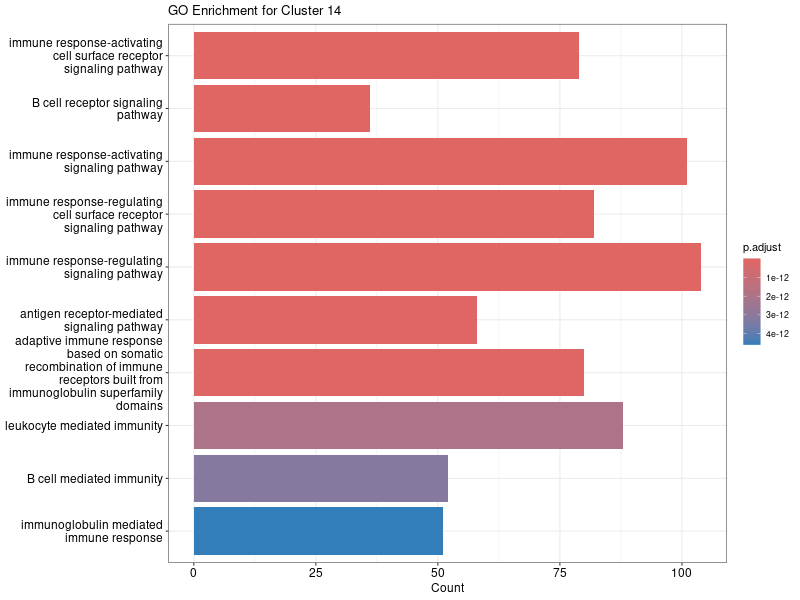 GO Enrichment for Cluster 14
immune response-activating
cell surface receptor
signaling pathway
B cell receptor signaling
pathway
immune response-activating
signaling pathway
immune response-regulating
cell surface receptor
signaling pathway
immune response-regulating
signaling pathway
antigen receptor-mediated
signaling pathway
adaptive immune response
based on somatic
recombination of immune
receptors built from
immunoglobulin superfamily
domains
leukocyte mediated immunity
B cell mediated immunity
immunoglobulin mediated
immune response
0 25 50 75 100
Count
p.adjust
1e-12
2e-12
3e-12
4e-12